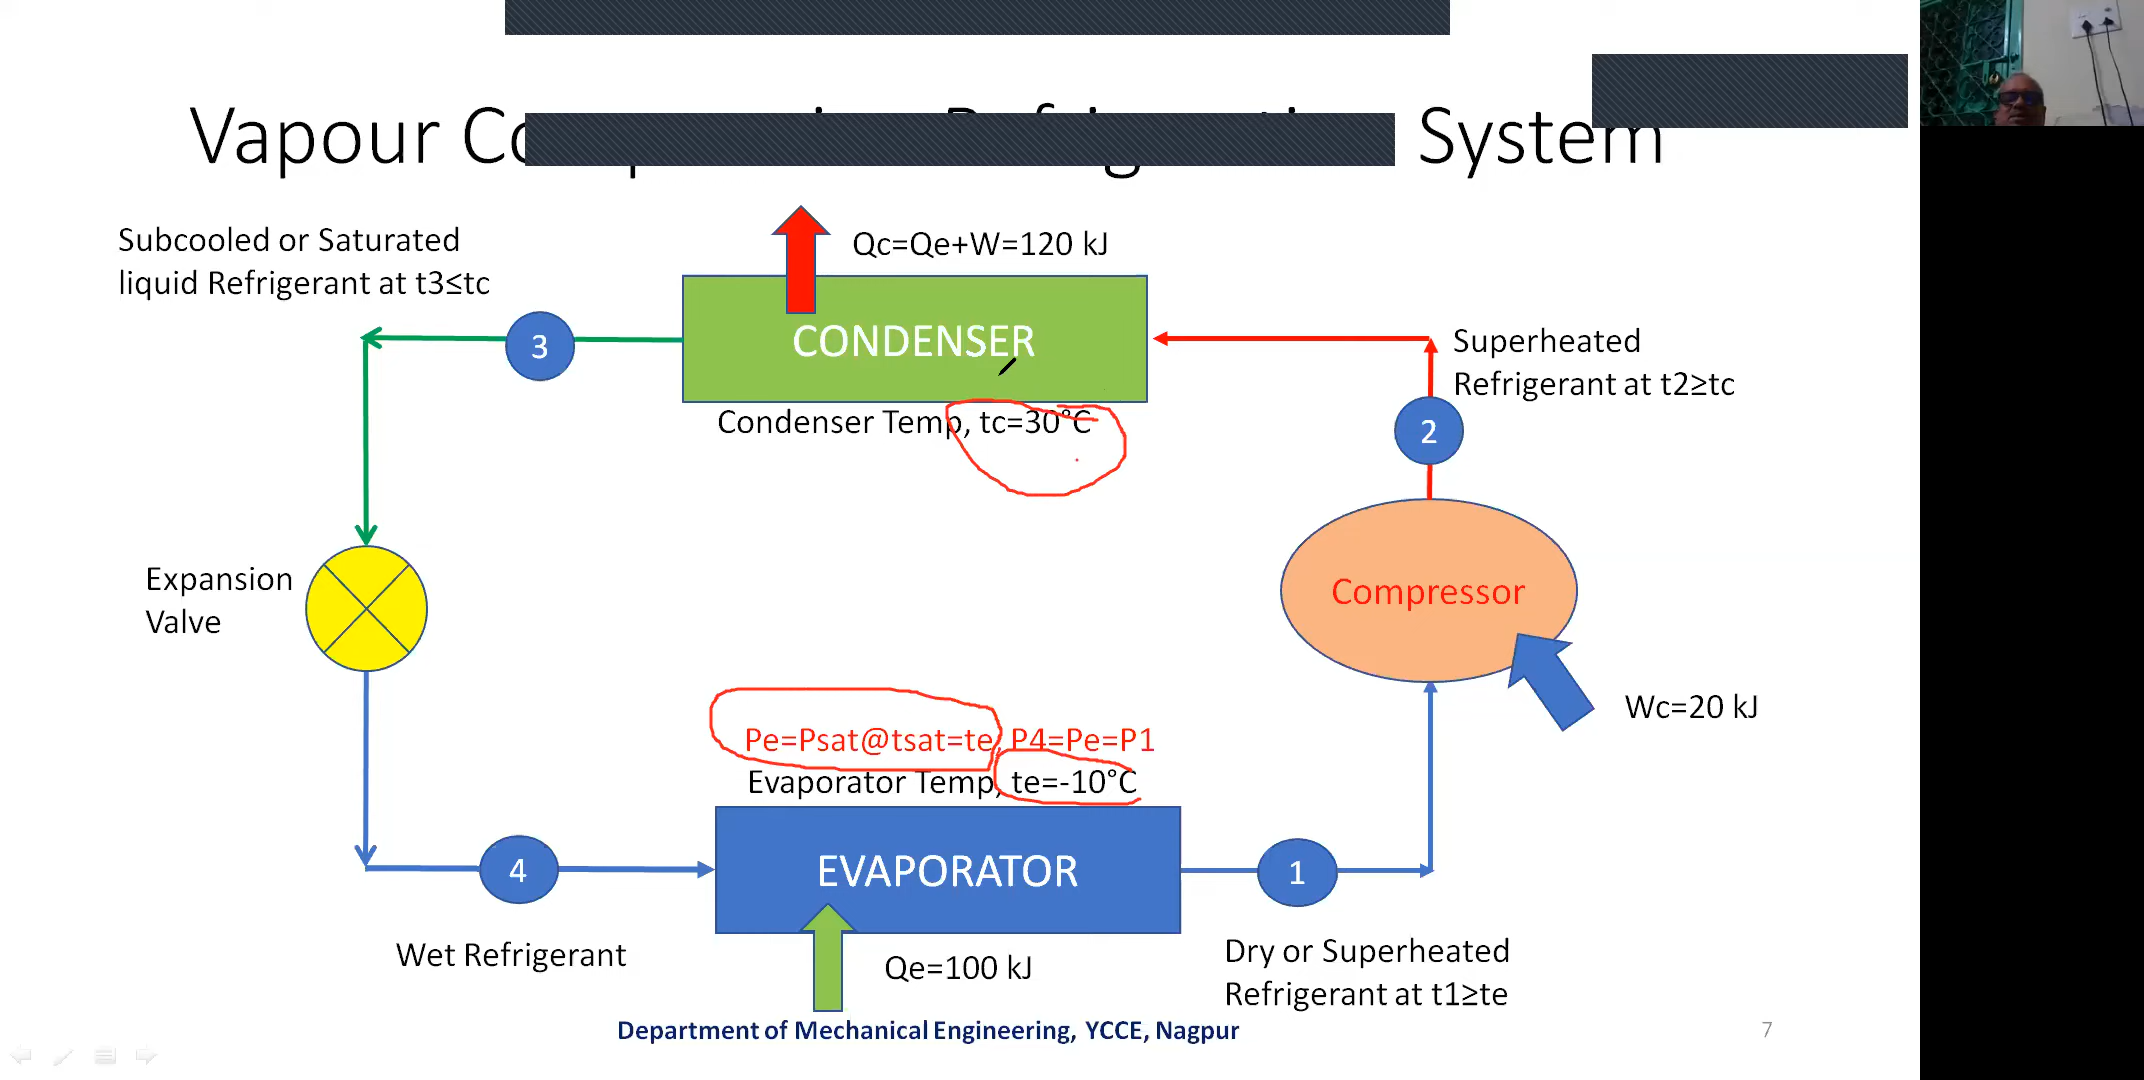 Vapour System
Qc=Qe+W=120 kJ
Subcooled or Saturated
liquid Refrigerant at t3≤tc
CONDENSER
3
Superheated
Refrigerant at t2≥tc
Condenser Temp, tc=30°C
2
Expansion
Valve
Compressor
Wc=20 kJ
Pe=Psat@tsat=te, P4=Pe=P1
Evaporator Temp, te=-10°C
4
EVAPORATOR
1
Wet Refrigerant
Qe=100 kJ
Dry or Superheated
Refrigerant at t1≥te
Department of Mechanical Engineering, YCCE, Nagpur
7